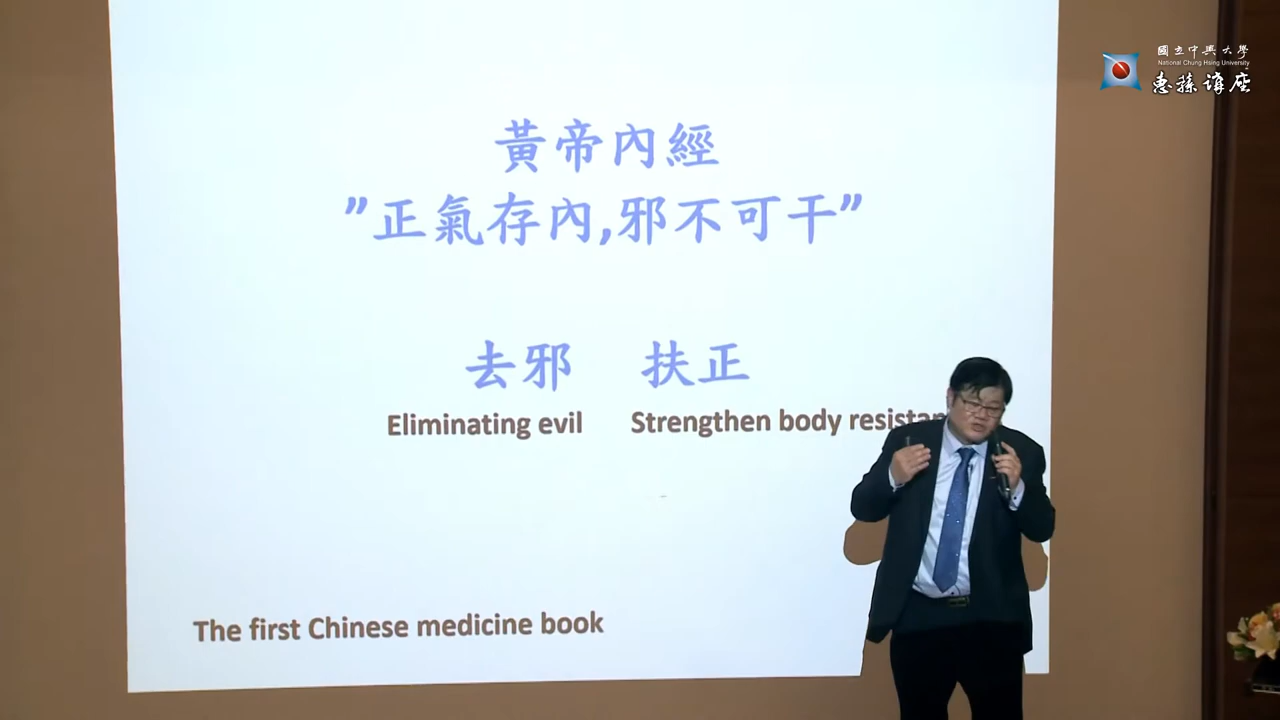 國立中興大學
National Chung Hsing University
惠蓀講座
黃帝內經
”正氣存內,邪不可干”
去邪 扶正
Eliminating evil Strengthen body
The first Chinese medicine book